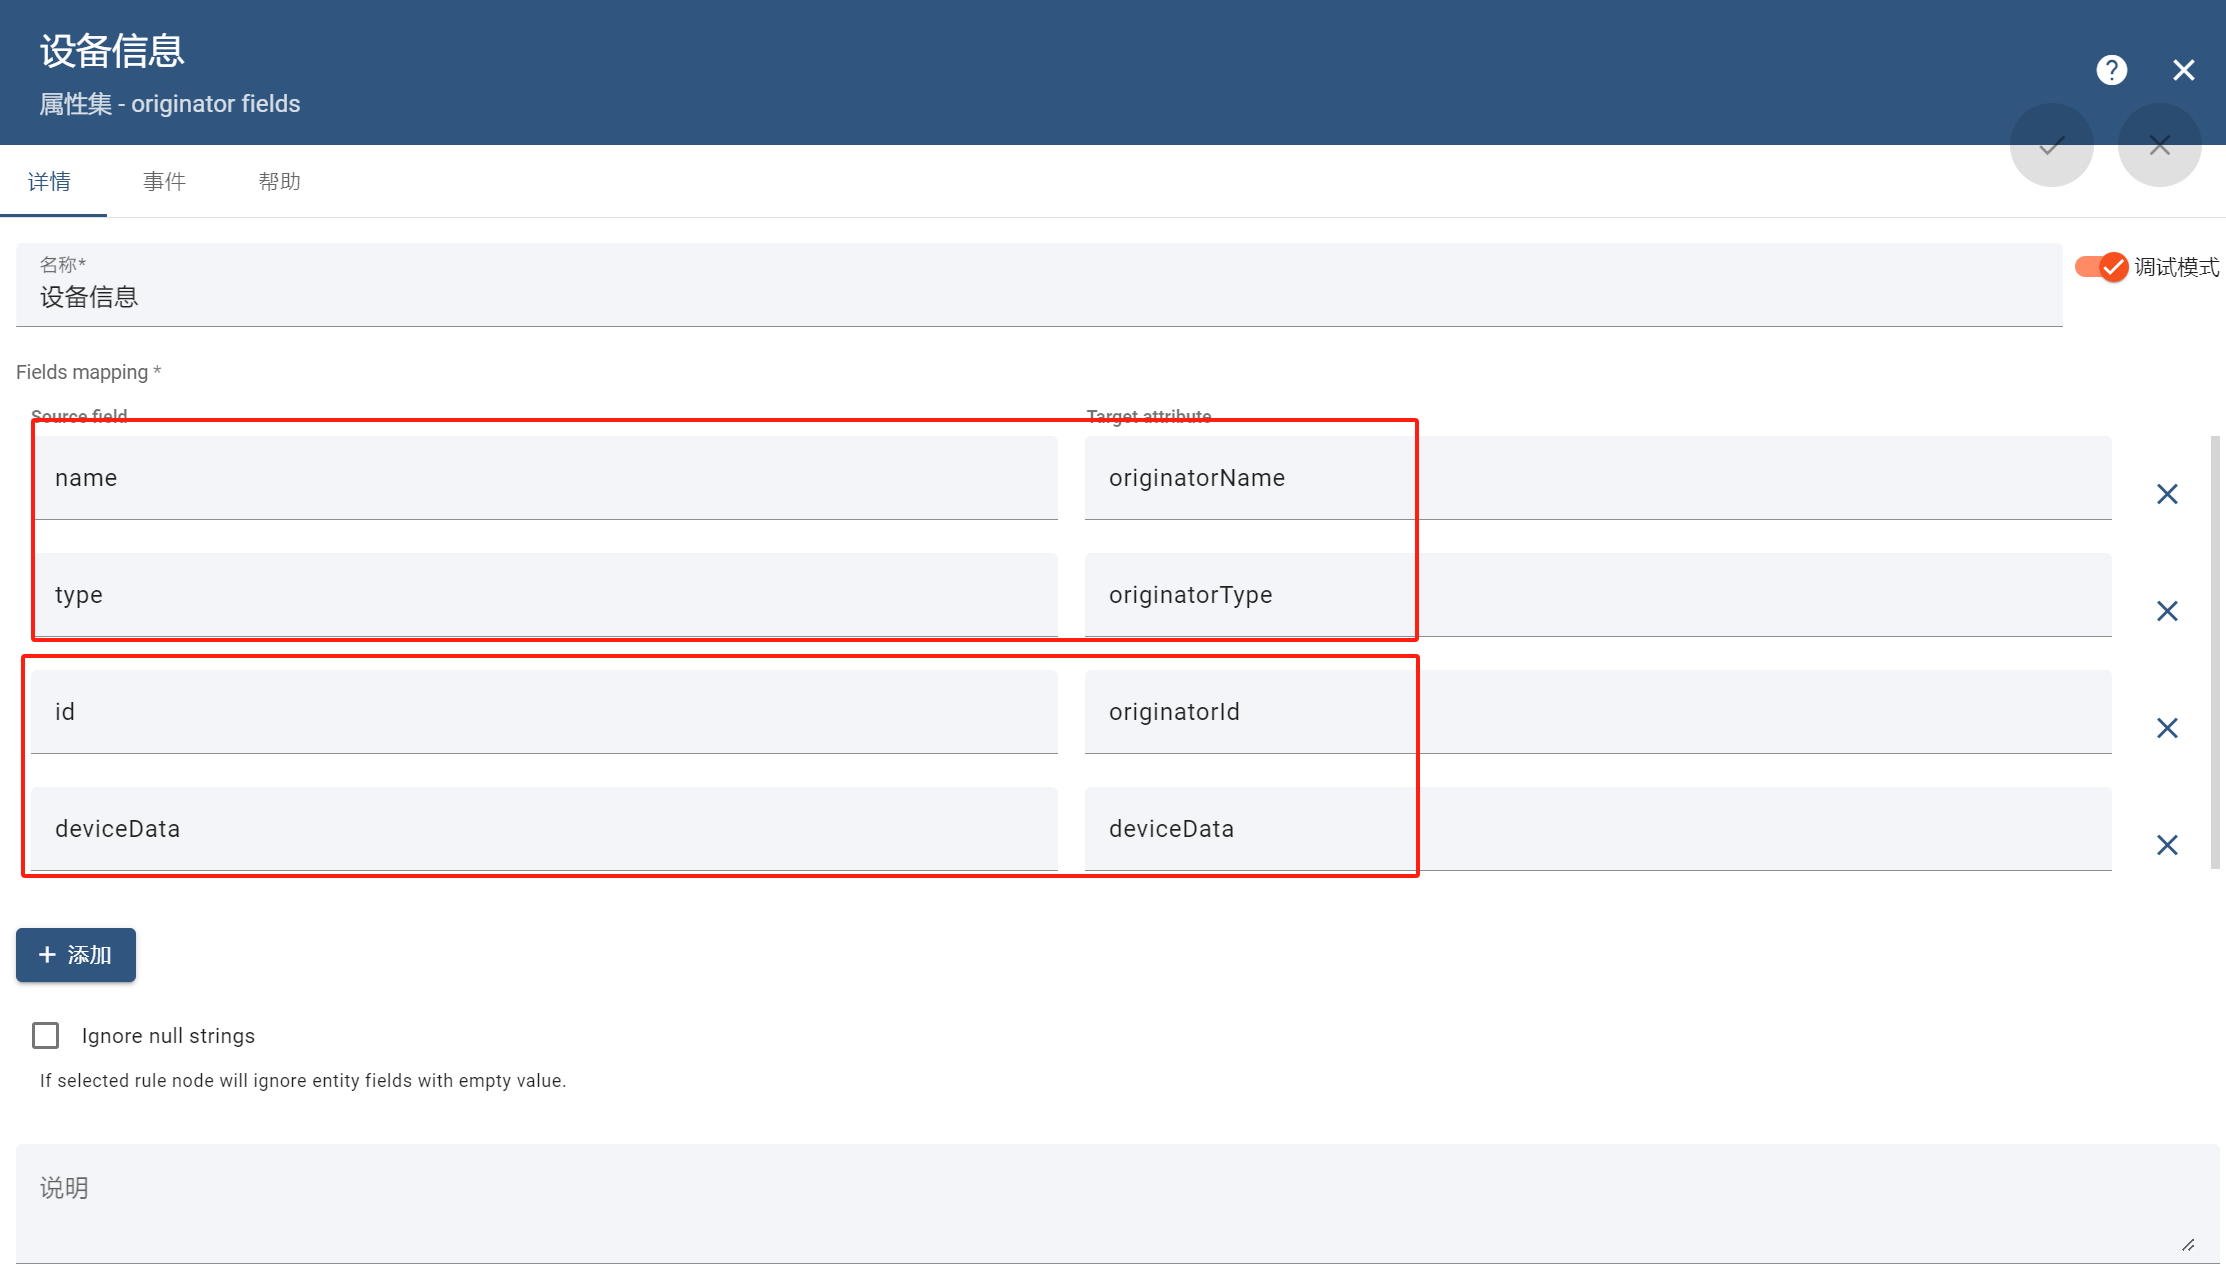 设备信息
属性集 - originator fields
详情 事件 帮助
名称*
设备信息
调试模式
Fields mapping *
Source field Target attribute
name originatorName
type originatorType
id originatorId
deviceData deviceData
+ 添加
Ignore null strings
If selected rule node will ignore entity fields with empty value.
说明